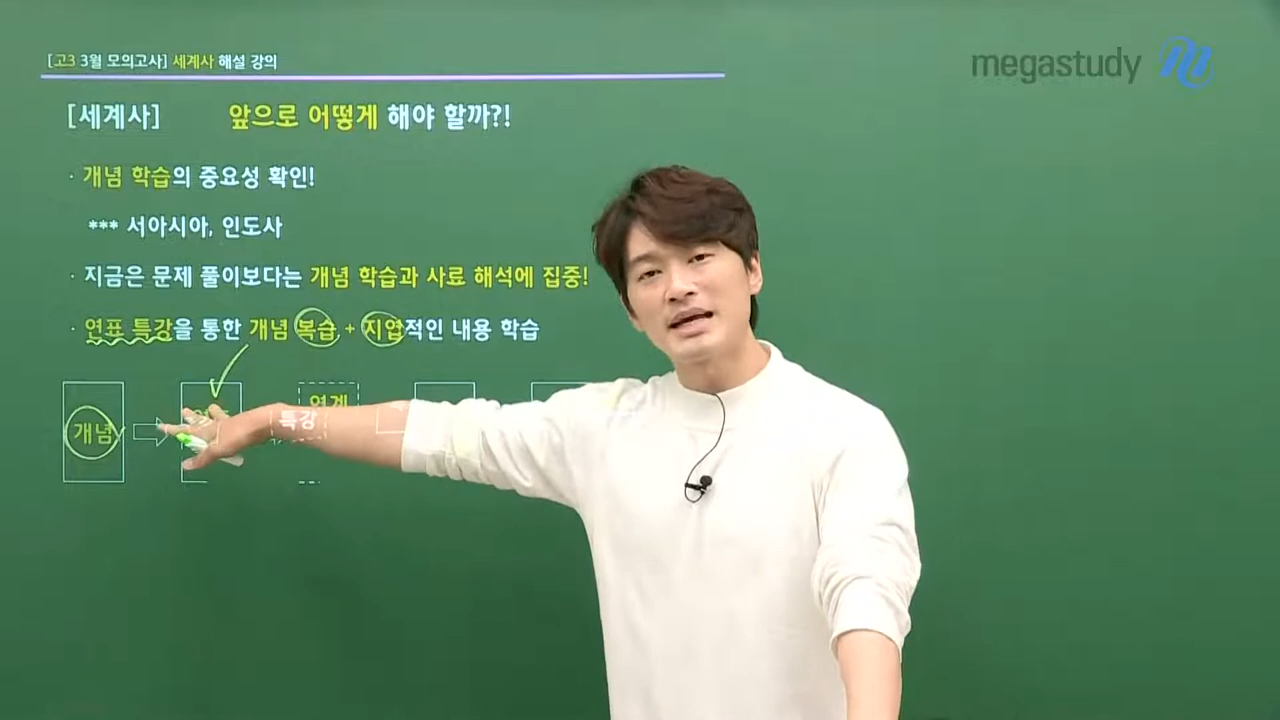 [고3 3월 모의고사] 세계사 해설 강의
megastudy
[세계사] 앞으로 어떻게 해야 할까?!
· 개념 학습의 중요성 확인!
*** 서아시아, 인도사
· 지금은 문제 풀이보다는 개념 학습과 사료 해석에 집중!
· 연표 특강을 통한 개념 복습 + 지엽적인 내용 학습
개념
연계
특강